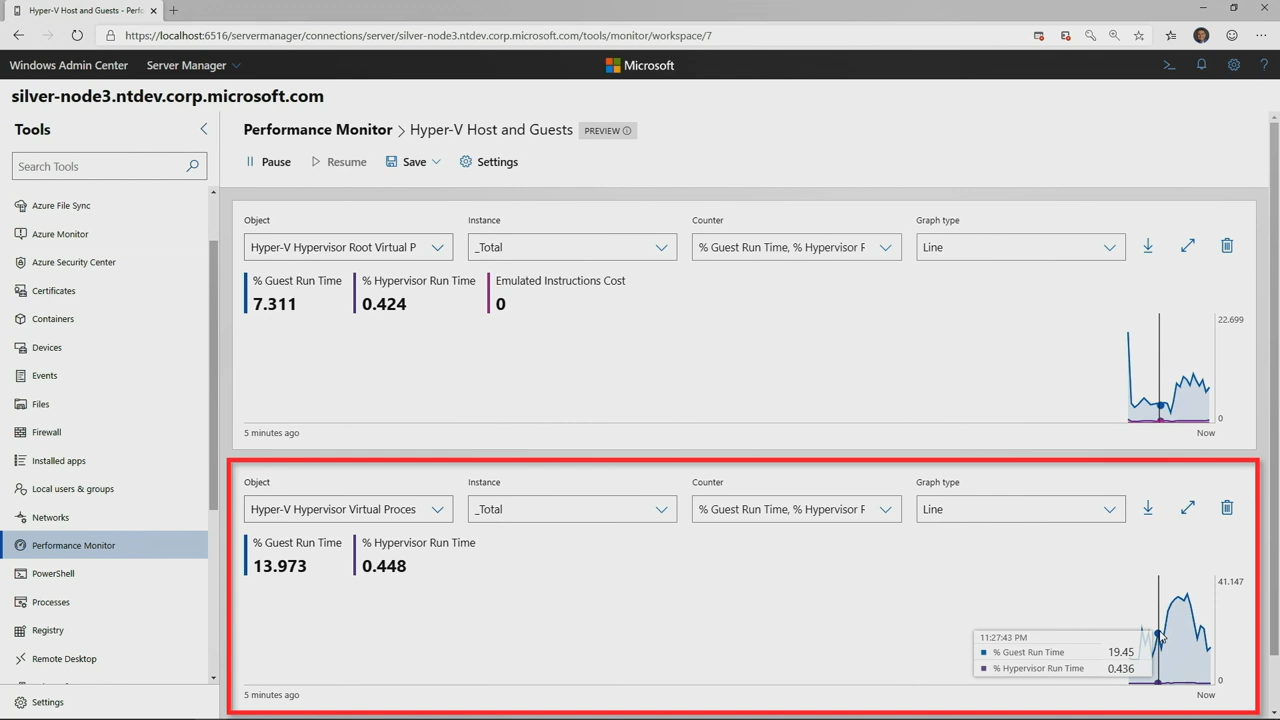 Hyper-V Host and Guests - Perfo
https://localhost:6516/servermanager/connections/server/silver-node3.ntdev.corp.microsoft.com/tools/monitor/workspace/7
Windows Admin Center Server Manager Microsoft
silver-node3.ntdev.corp.microsoft.com
Tools
Search Tools
Azure File Sync
Azure Monitor
Azure Security Center
Certificates
Containers
Devices
Events
Files
Firewall
Installed apps
Local users & groups
Networks
Performance Monitor
PowerShell
Processes
Registry
Remote Desktop
Settings
Performance Monitor > Hyper-V Host and Guests PREVIEW
Pause Resume Save Settings
Object Instance Counter Graph type
Hyper-V Hypervisor Root Virtual P _Total % Guest Run Time, % Hypervisor F Line
% Guest Run Time % Hypervisor Run Time Emulated Instructions Cost
7.311 0.424 0
22.699
0
5 minutes ago Now
Object Instance Counter Graph type
Hyper-V Hypervisor Virtual Proces _Total % Guest Run Time, % Hypervisor F Line
% Guest Run Time % Hypervisor Run Time
13.973 0.448
41.147
11:27:43 PM
% Guest Run Time 19.45
% Hypervisor Run Time 0.436
0
5 minutes ago Now